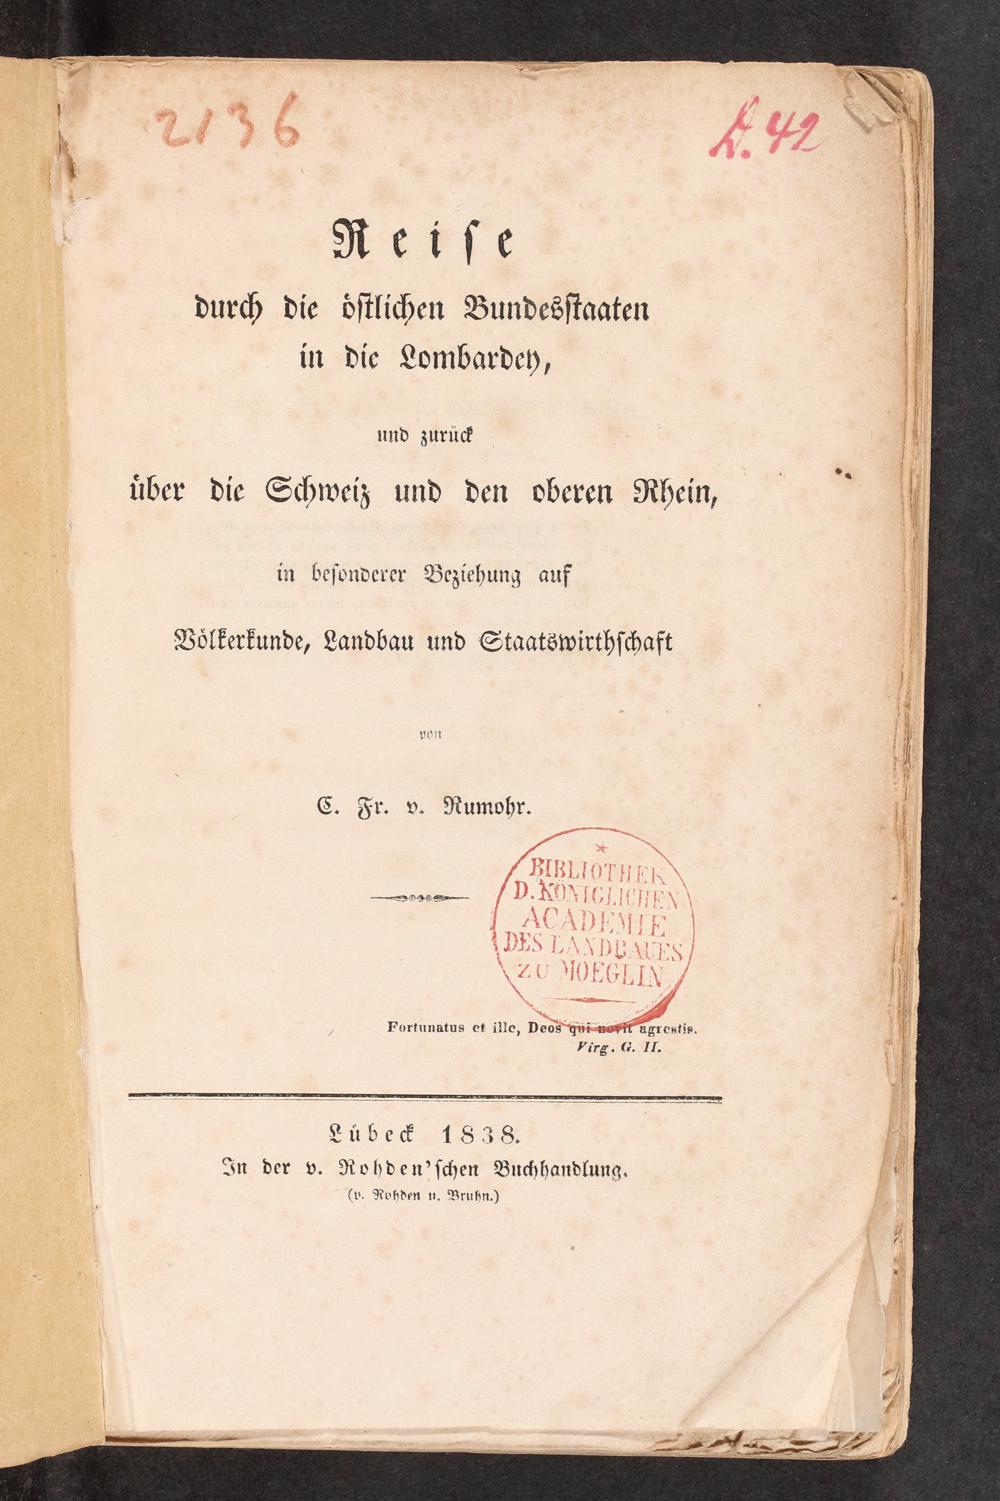 2136
D. 42
Reise
durch die östlichen Bundesstaaten
in die Lombardey,
und zurück
über die Schweiz und den oberen Rhein,
in besonderer Beziehung auf
Völkerkunde, Landbau und Staatswirthschaft
von
C. Fr. v. Rumohr.
BIBLIOTHEK
D. KÖNIGLICHEN
ACADEMIE
DES LANDBAUES
ZU MOEGLIN
Fortunatus et ille, Deos qui novit agrestis.
Virg. G. II.
Lübeck 1838.
In der v. Rohden'schen Buchhandlung.
(v. Rohden u. Bruhn.)